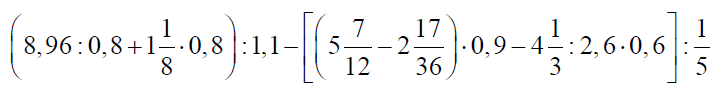 (8,96 : 0,8 + 1 1/8 · 0,8) : 1,1 − [(5 7/12 − 2 17/36) · 0,9 − 4 1/3 : 2,6 · 0,6] : 1/5